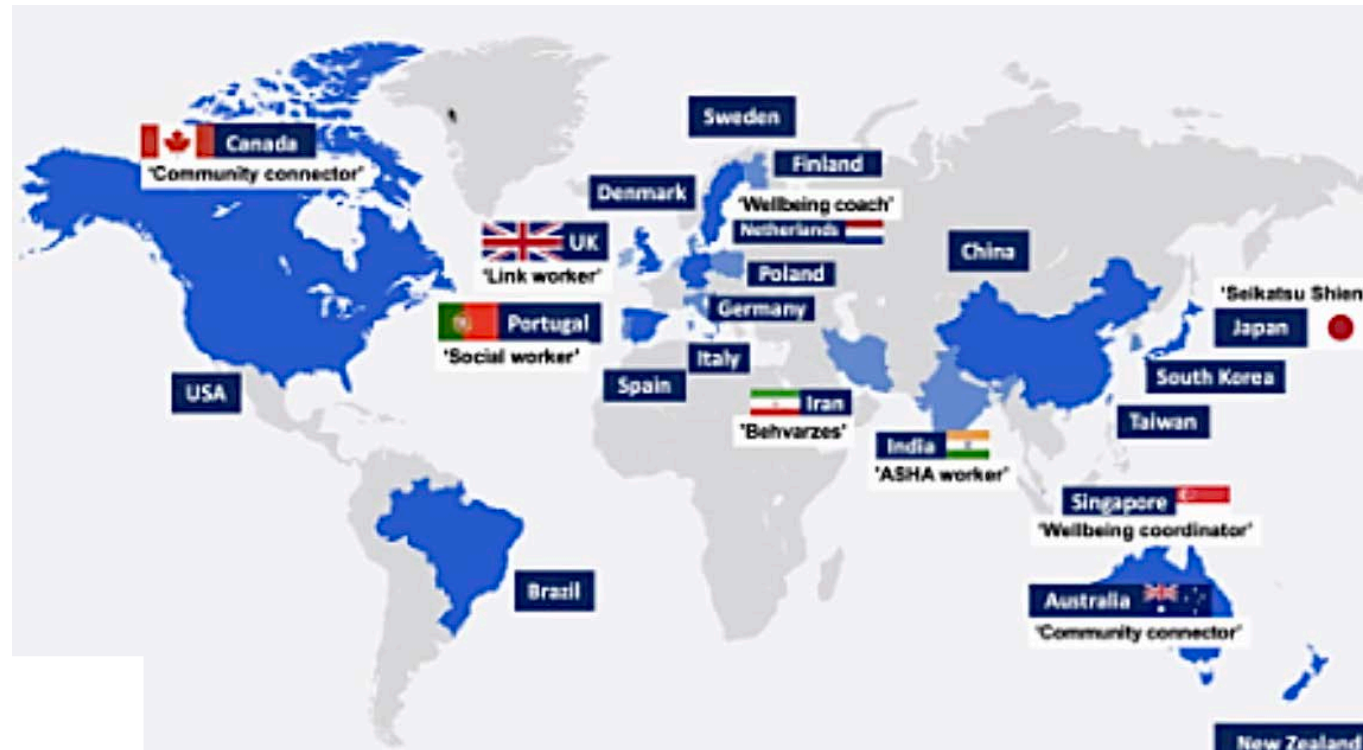 Sweden
Canada
Finland
'Community connector'
Denmark
'Wellbeing coach'
Netherlands
UK
China
'Link worker'
Poland
'Seikatsu Shien
Germany
Portugal
Japan
'Social worker'
Italy
South Korea
Spain
USA
Iran
Taiwan
'Behvarzes'
India
'ASHA worker'
Singapore
'Wellbeing coordinator'
Brazil
Australia
'Community connector'
New Zealand